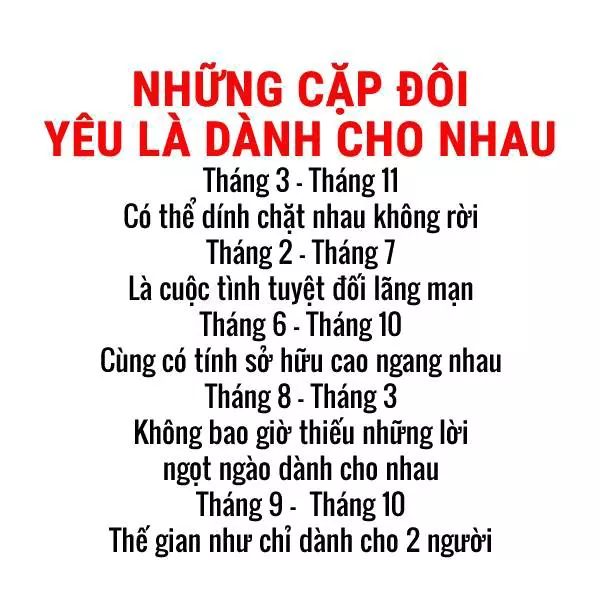 NHỮNG CẶP ĐÔI
YÊU LÀ DÀNH CHO NHAU
Tháng 3 - Tháng 11
Có thể dính chặt nhau không rời
Tháng 2 - Tháng 7
Là cuộc tình tuyệt đối lãng mạn
Tháng 6 - Tháng 10
Cùng có tính sở hữu cao ngang nhau
Tháng 8 - Tháng 3
Không bao giờ thiếu những lời
ngọt ngào dành cho nhau
Tháng 9 - Tháng 10
Thế gian như chỉ dành cho 2 người